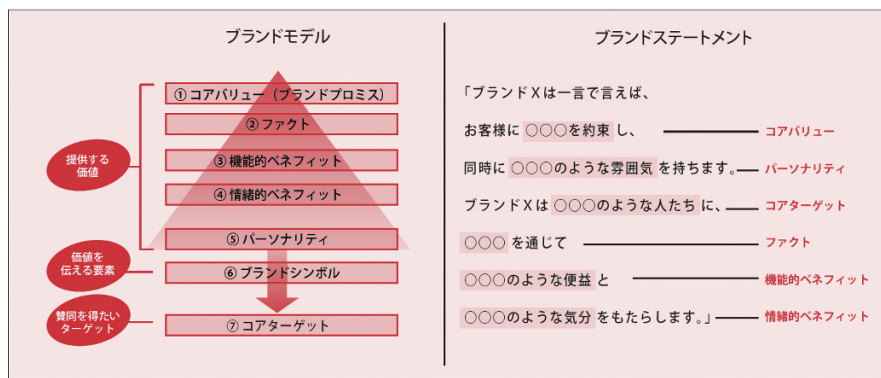 ブランドモデル
① コアバリュー(ブランドプロミス)
② ファクト
③ 機能的ベネフィット
④ 情緒的ベネフィット
⑤ パーソナリティ
⑥ ブランドシンボル
⑦ コアターゲット
提供する
価値
価値を
伝える要素
賛同を得たい
ターゲット
ブランドステートメント
「ブランドXは一言で言えば、
お客様に ○○○を約束 し、 コアバリュー
同時に ○○○のような雰囲気 を持ちます。 パーソナリティ
ブランドXは ○○○のような人たち に、 コアターゲット
○○○ を通じて ファクト
○○○のような便益 と 機能的ベネフィット
○○○のような気分 をもたらします。」 情緒的ベネフィット